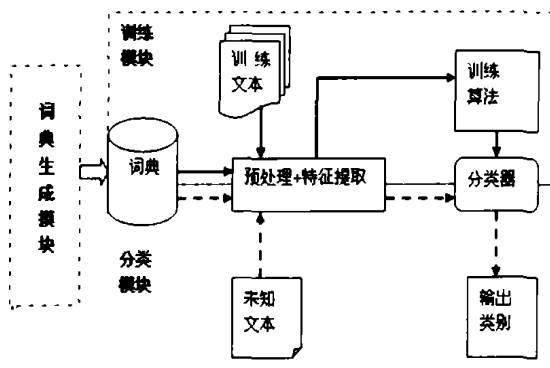 训练
模块
训练
文本
训练
算法
词典生成模块
词典
预处理+特征提取
分类器
分类
模块
未知
文本
输出
类别